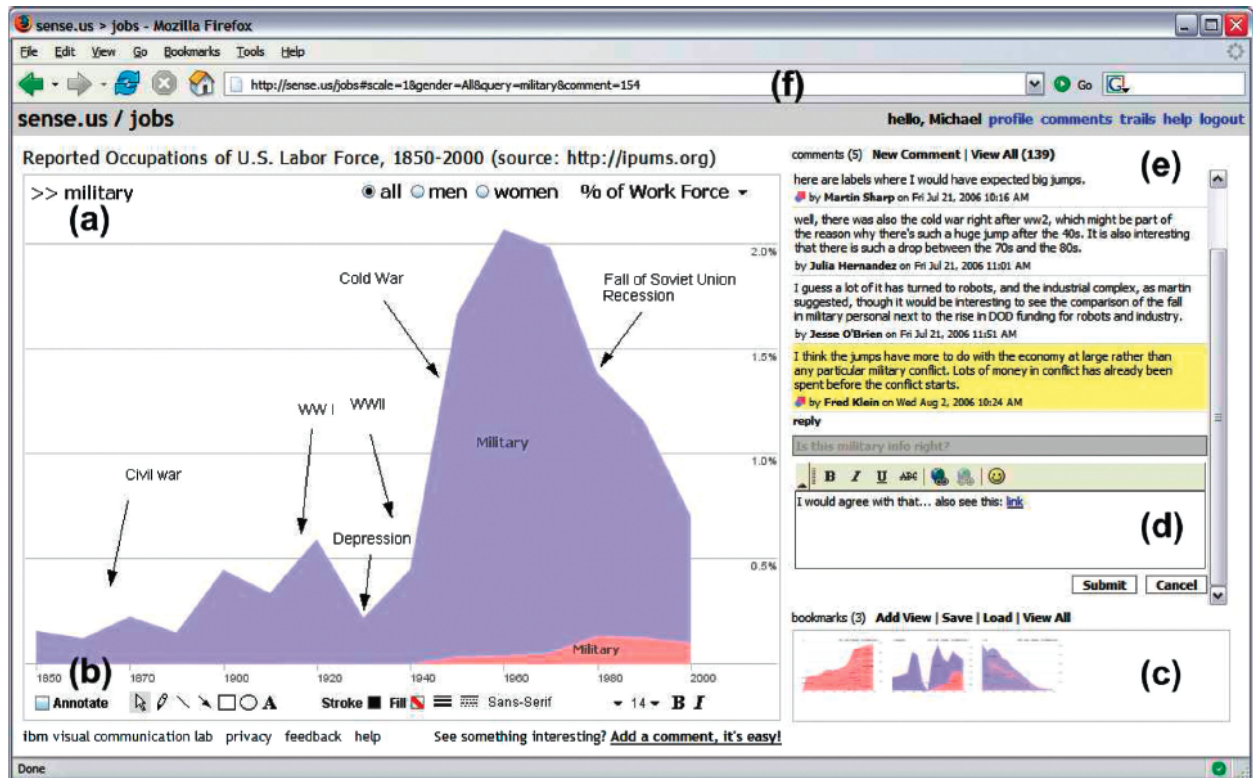 sense.us > jobs - Mozilla Firefox
File Edit View Go Bookmarks Tools Help
http://sense.us/jobs#scale=1&gender=All&query=military&comment=154
(f)
Go
G
sense.us / jobs
hello, Michael profile comments trails help logout
Reported Occupations of U.S. Labor Force, 1850-2000 (source: http://ipums.org)
>> military
all men women % of Work Force
(a)
2.0%
Cold War
Fall of Soviet Union
Recession
1.5%
WW I
WWII
Military
1.0%
Civil war
Depression
0.5%
Military
(b)
1850 1870 1900 1920 1940 1960 1980 2000
Annotate A Stroke Fill Sans-Serif 14 B I
comments (5) New Comment | View All (139)
(e)
here are labels where I would have expected big jumps.
by Martin Sharp on Fri Jul 21, 2006 10:16 AM
well, there was also the cold war right after ww2, which might be part of
the reason why there's such a huge jump after the 40s. It is also interesting
that there is such a drop between the 70s and the 80s.
by Julia Hernandez on Fri Jul 21, 2006 11:01 AM
I guess a lot of it has turned to robots, and the industrial complex, as martin
suggested, though it would be interesting to see the comparison of the fall
in military personal next to the rise in DOD funding for robots and industry.
by Jesse O'Brien on Fri Jul 21, 2006 11:51 AM
I think the jumps have more to do with the economy at large rather than
any particular military conflict. Lots of money in conflict has already been
spent before the conflict starts.
by Fred Klein on Wed Aug 2, 2006 10:24 AM
reply
Is this military info right?
B I U ABC
I would agree with that... also see this: link
(d)
Submit Cancel
bookmarks (3) Add View | Save | Load | View All
(c)
ibm visual communication lab privacy feedback help
See something interesting? Add a comment, it's easy!
Done